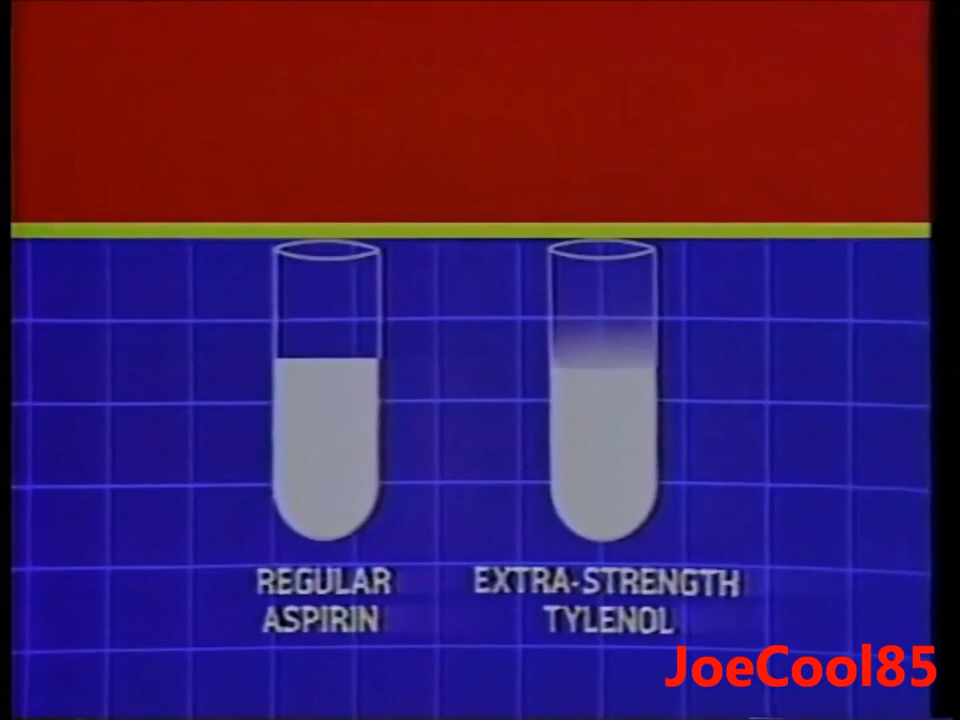 REGULAR
ASPIRIN
EXTRA-STRENGTH
TYLENOL
JoeCool85